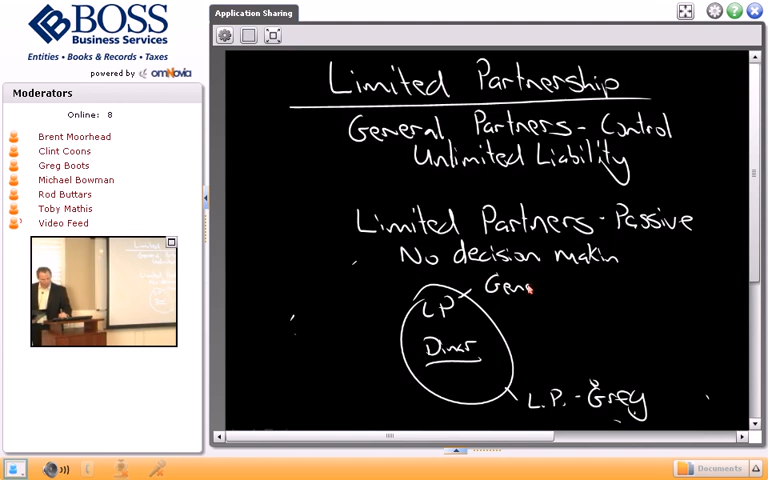 BOSS
Business Services
Entities • Books & Records • Taxes
powered by omNovia
Application Sharing
Moderators
Online: 8
Brent Moorhead
Clint Coons
Greg Boots
Michael Bowman
Rod Buttars
Toby Mathis
Video Feed
Limited Partnership
General Partners - Control
Unlimited Liability
Limited Partners - Passive
No decision makin
Gene
LP
Dinar
L.P. - Greg
Documents